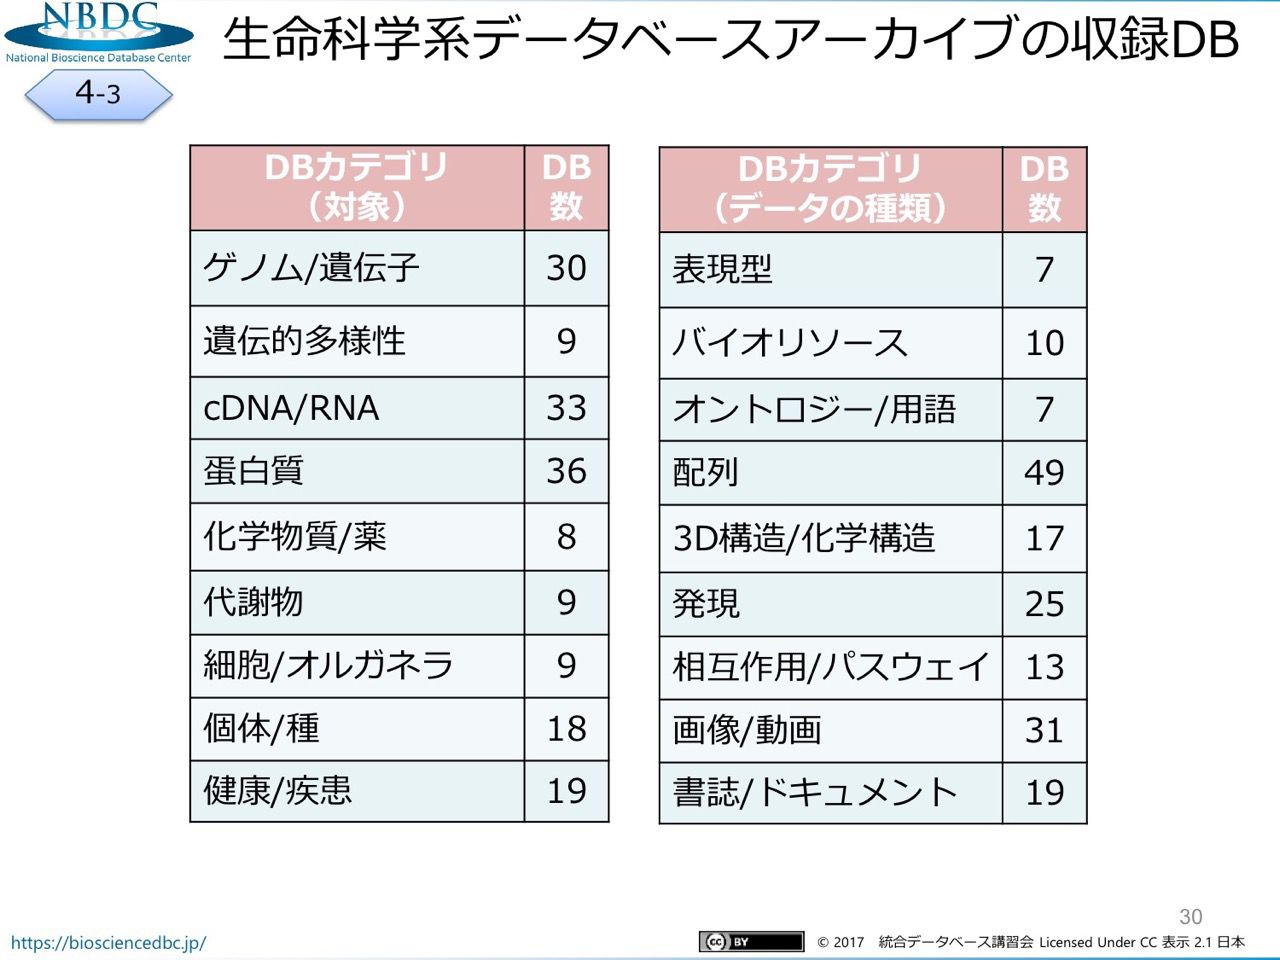 NBDC
National Bioscience Database Center
生命科学系データベースアーカイブの収録DB
4-3
DBカテゴリ
（対象）
DB
数
ゲノム/遺伝子 30
遺伝的多様性 9
cDNA/RNA 33
蛋白質 36
化学物質/薬 8
代謝物 9
細胞/オルガネラ 9
個体/種 18
健康/疾患 19
DBカテゴリ
（データの種類）
DB
数
表現型 7
バイオリソース 10
オントロジー/用語 7
配列 49
3D構造/化学構造 17
発現 25
相互作用/パスウェイ 13
画像/動画 31
書誌/ドキュメント 19
30
https://biosciencedbc.jp/
cc BY
© 2017　統合データベース講習会 Licensed Under CC 表示 2.1 日本